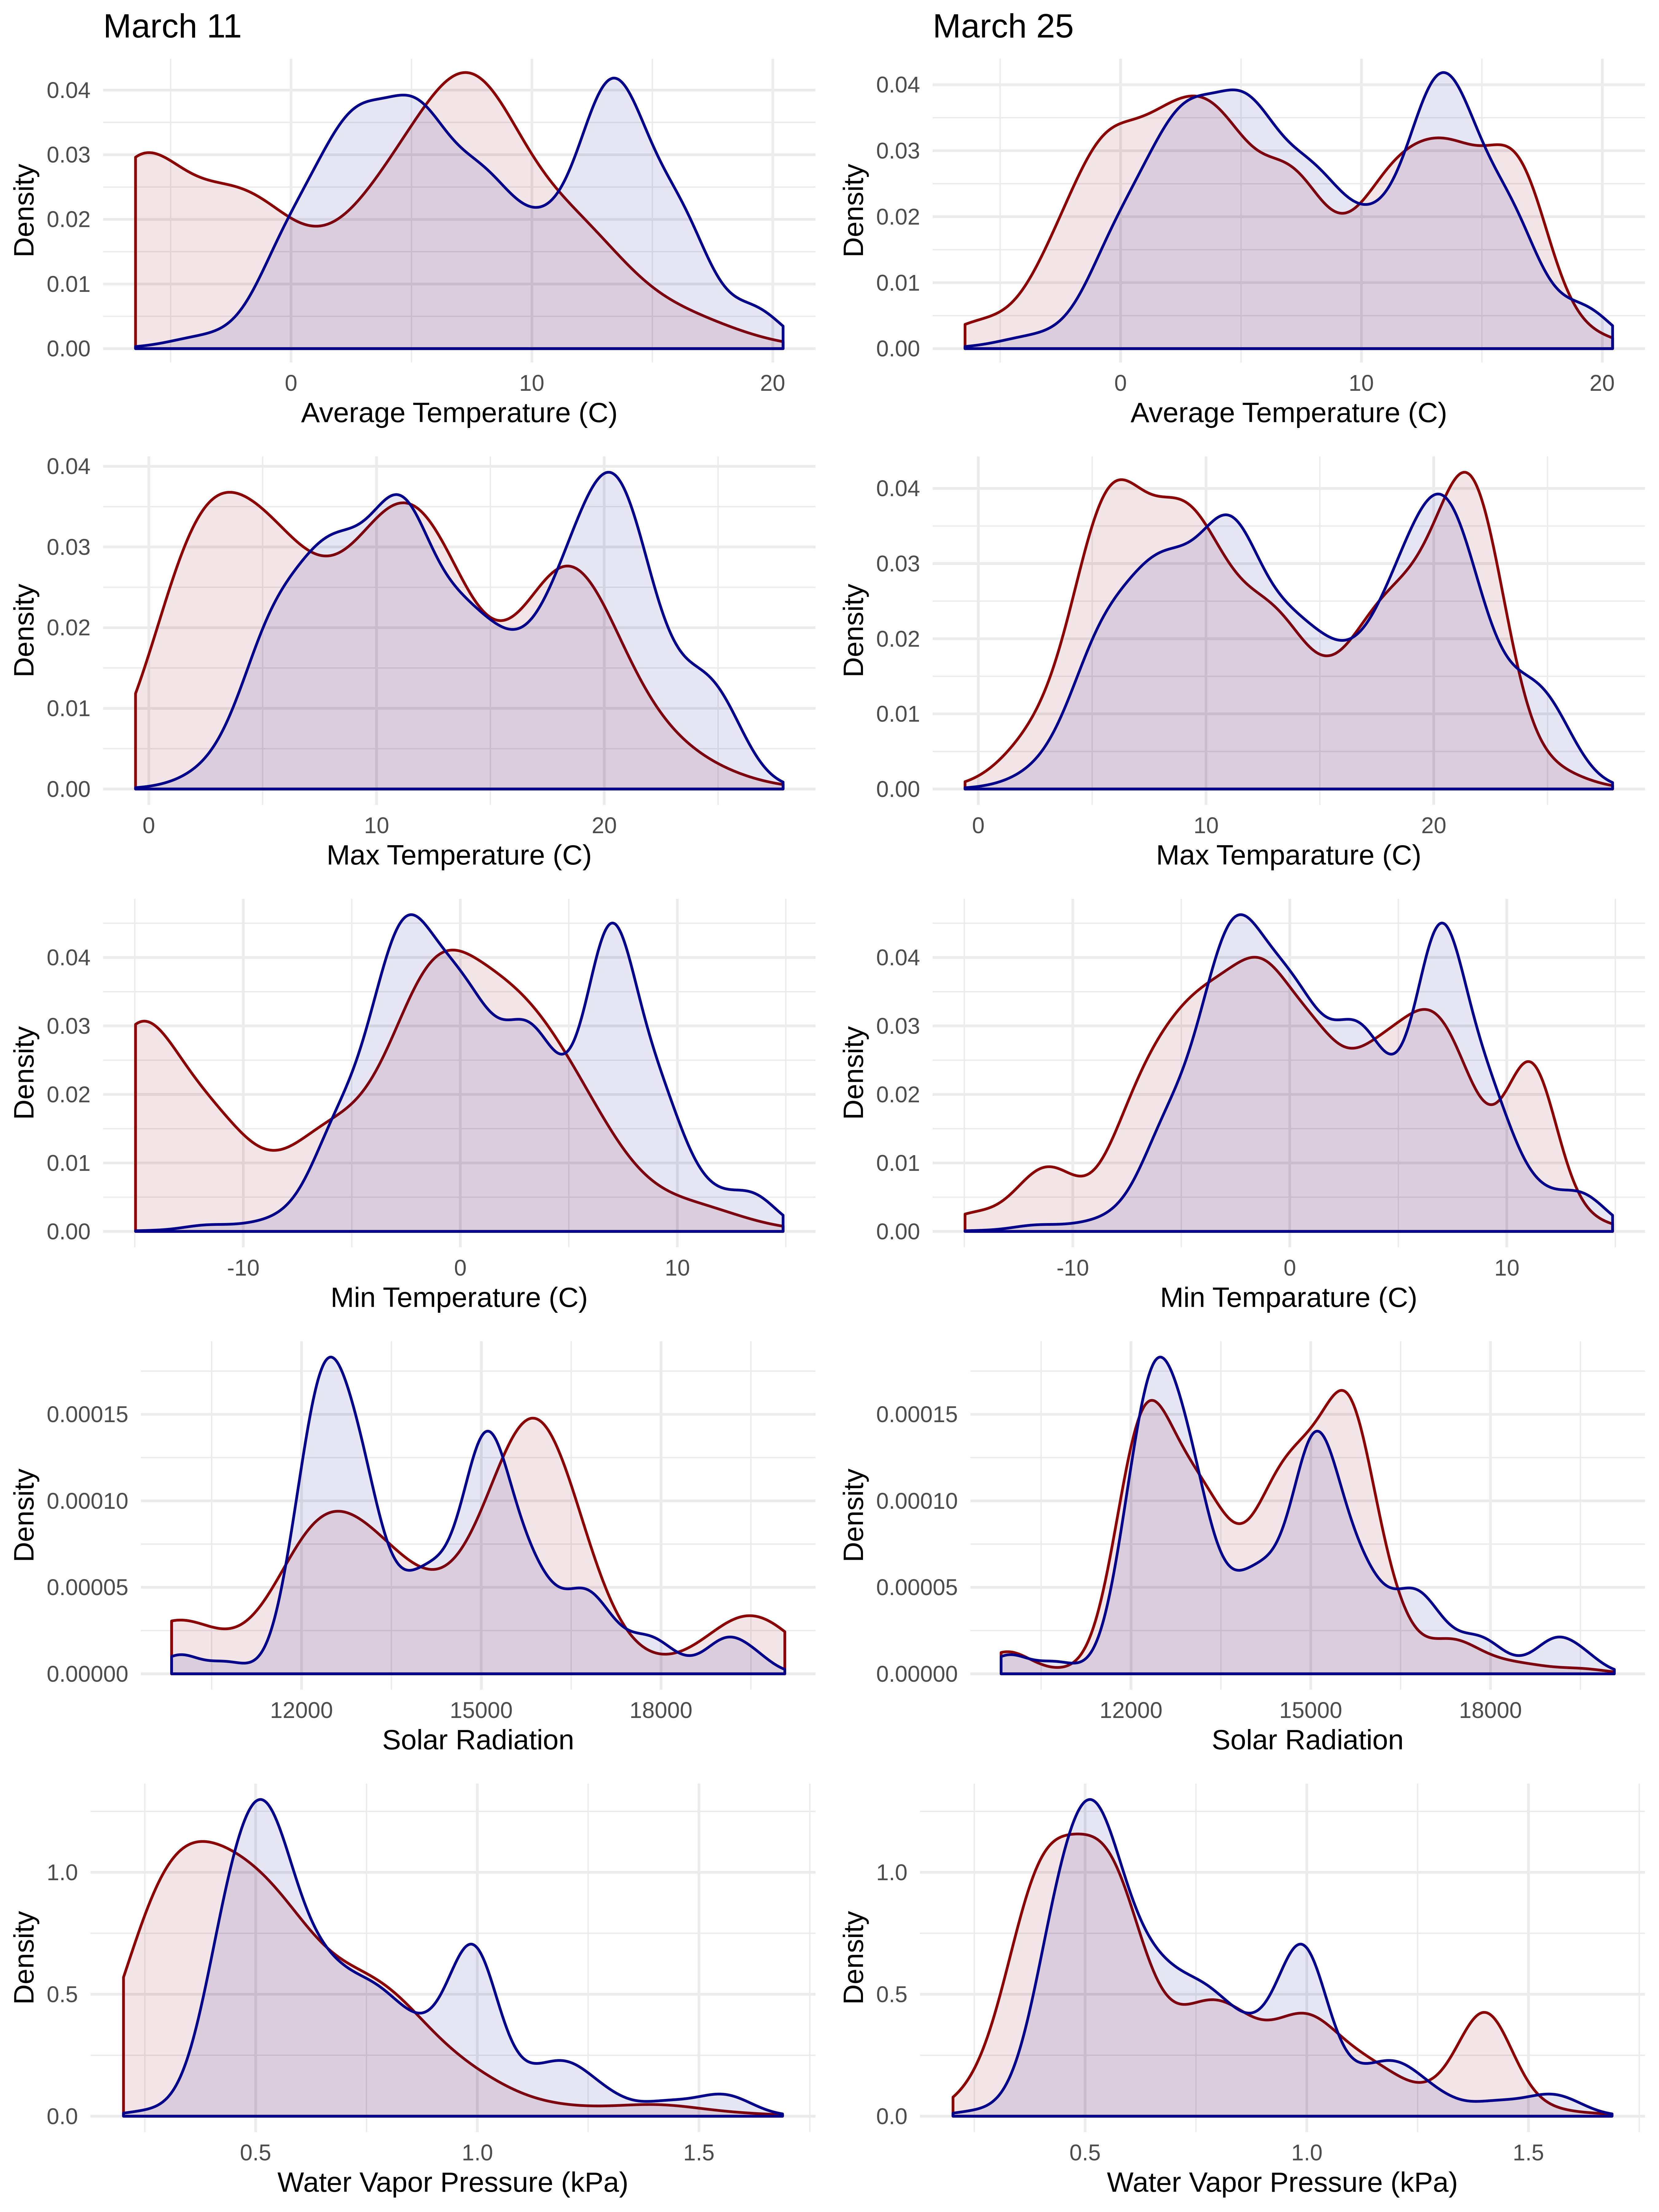 March 11
March 25
0.04
0.03
0.02
0.01
0.00
Density
0 10 20
Average Temperature (C)
0.04
0.03
0.02
0.01
0.00
Density
0 10 20
Average Temperature (C)
0.04
0.03
0.02
0.01
0.00
Density
0 10 20
Max Temperature (C)
0.04
0.03
0.02
0.01
0.00
Density
0 10 20
Max Temparature (C)
0.04
0.03
0.02
0.01
0.00
Density
-10 0 10
Min Temperature (C)
0.04
0.03
0.02
0.01
0.00
Density
-10 0 10
Min Temparature (C)
0.00015
0.00010
0.00005
0.00000
Density
12000 15000 18000
Solar Radiation
0.00015
0.00010
0.00005
0.00000
Density
12000 15000 18000
Solar Radiation
1.0
0.5
0.0
Density
0.5 1.0 1.5
Water Vapor Pressure (kPa)
1.0
0.5
0.0
Density
0.5 1.0 1.5
Water Vapor Pressure (kPa)